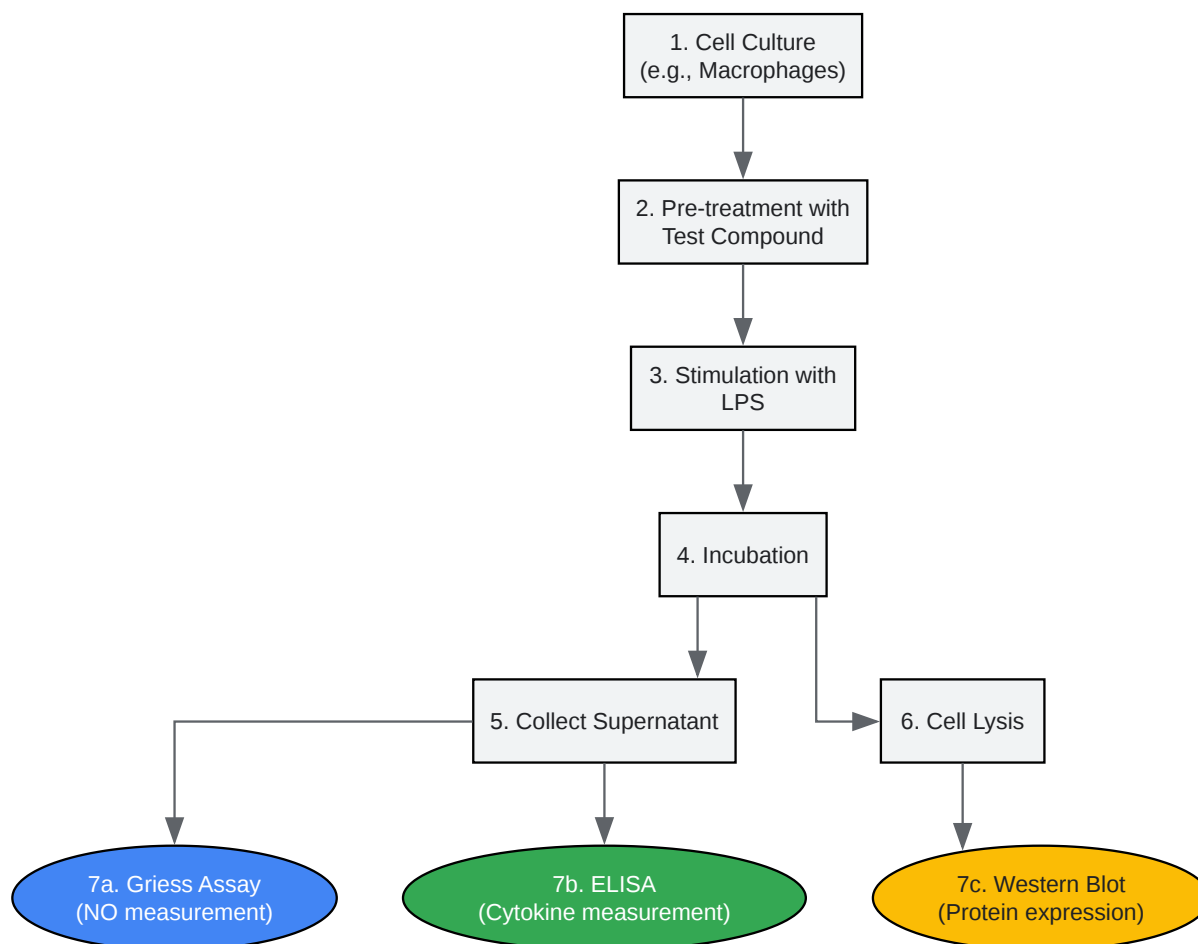 1. Cell Culture
(e.g., Macrophages)
2. Pre-treatment with
Test Compound
3. Stimulation with
LPS
4. Incubation
5. Collect Supernatant
6. Cell Lysis
7a. Griess Assay
(NO measurement)
7b. ELISA
(Cytokine measurement)
7c. Western Blot
(Protein expression)